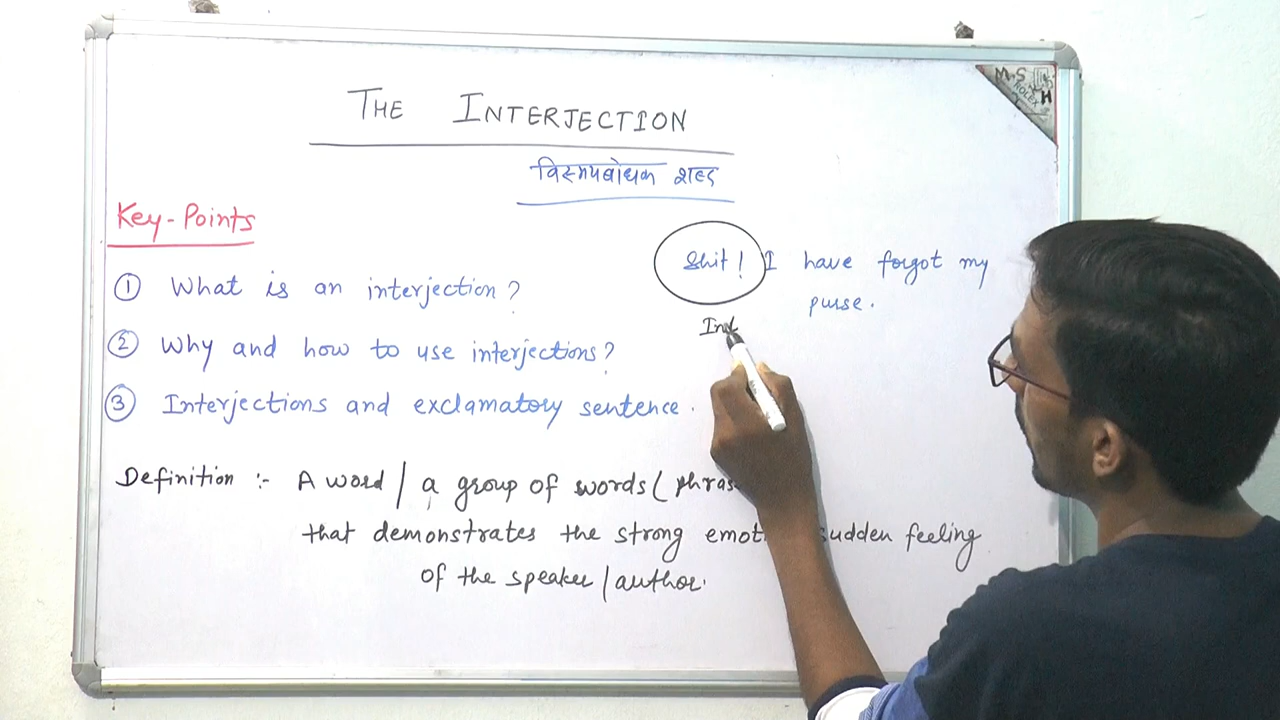 THE INTERJECTION
विस्मयबोधक शब्द
Key-Points
① What is an interjection?
② Why and how to use interjections?
③ Interjections and exclamatory sentence.
Shit! I have forgot my
purse.
Int
Definition :- A word / a group of words (phras
that demonstrates the strong emot sudden feeling
of the speaker / author.